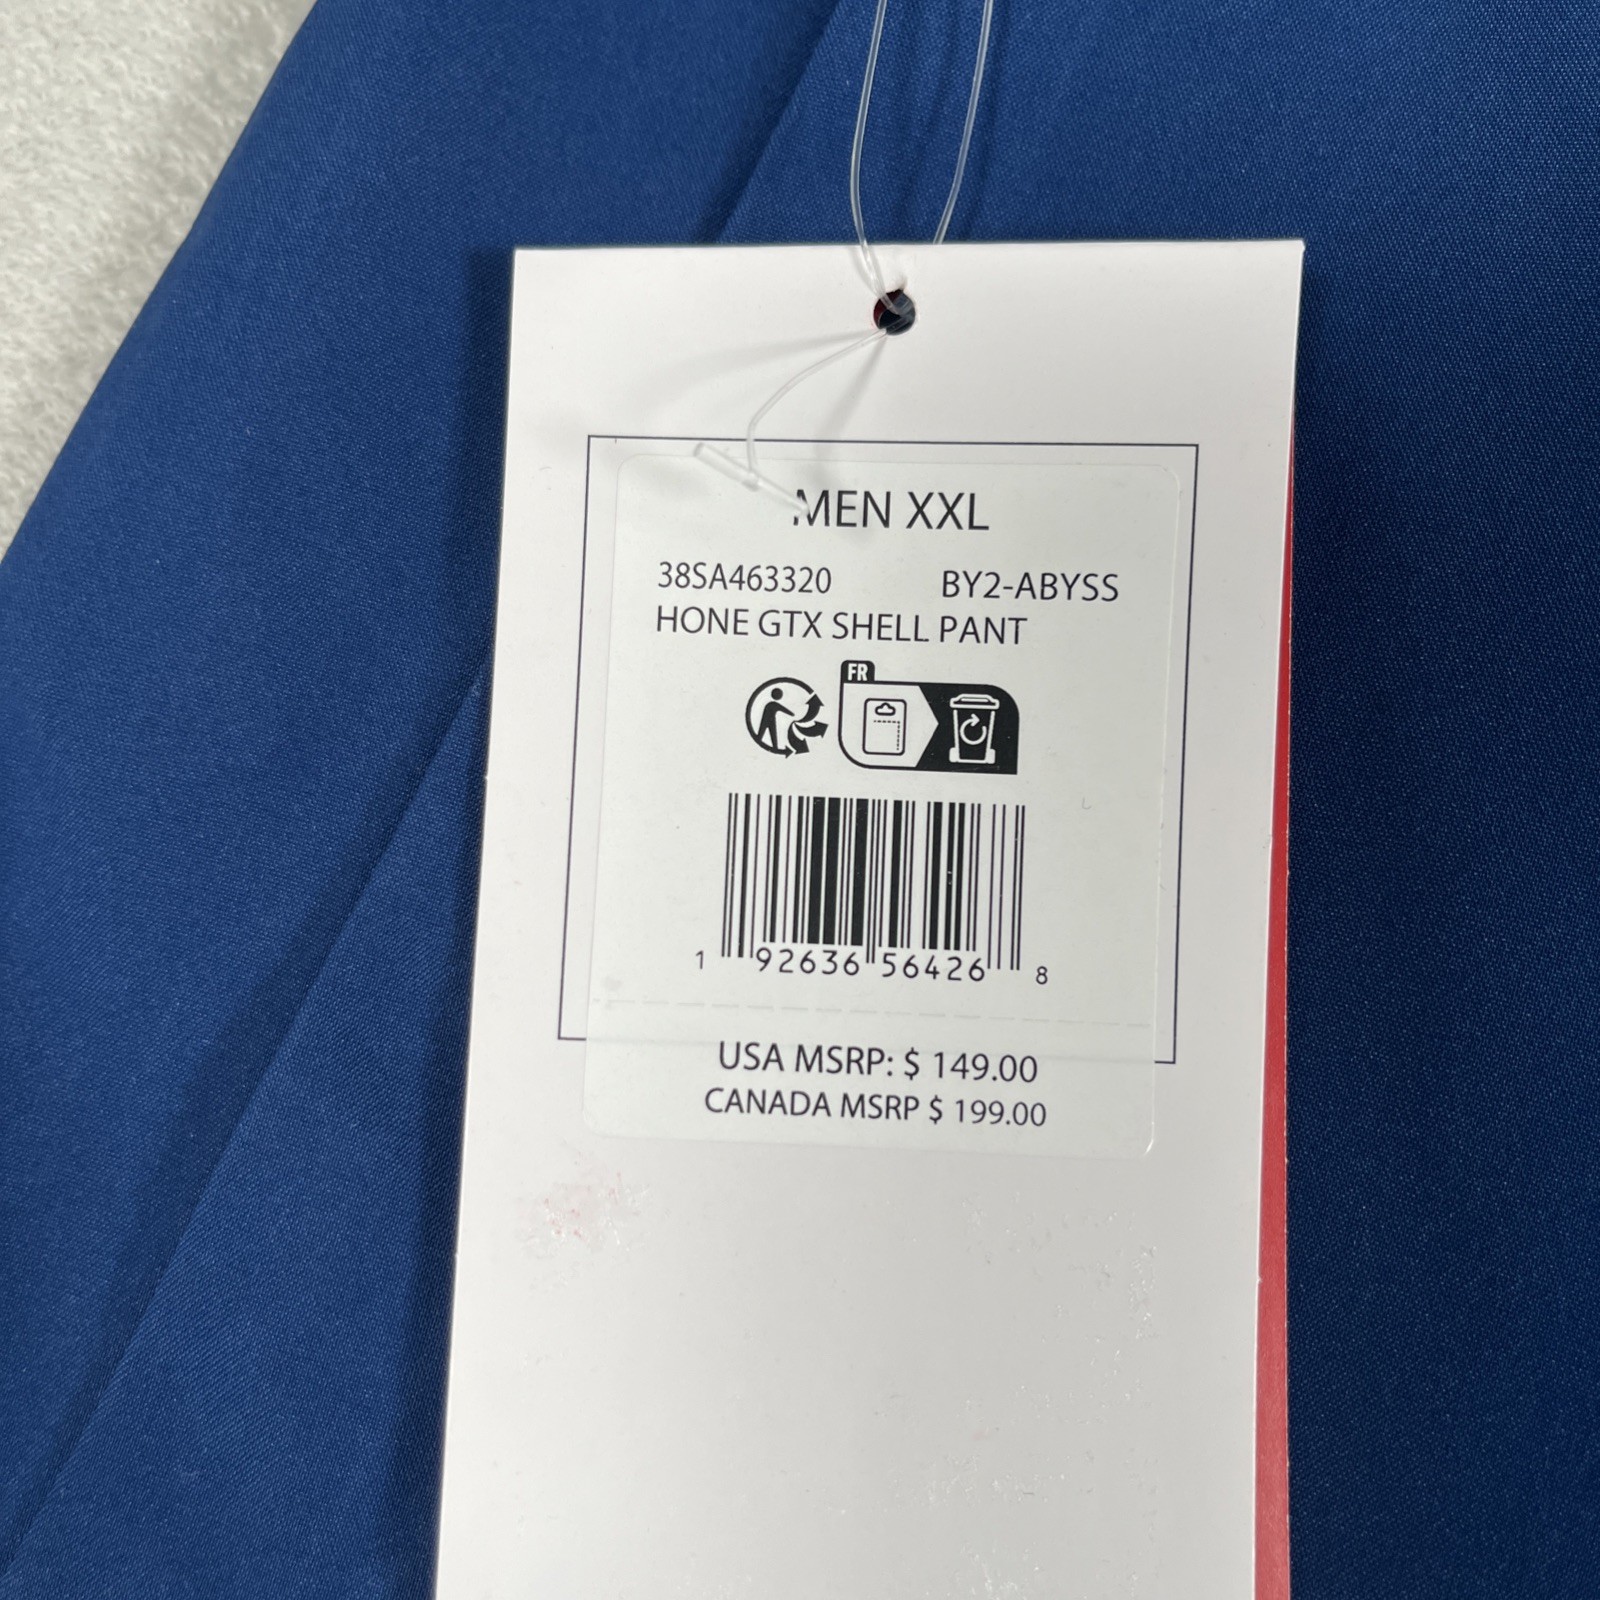 MEN XXL
38SA463320 BY2-ABYSS
HONE GTX SHELL PANT
FR
1 92636 56426 8
USA MSRP: $ 149.00
CANADA MSRP $ 199.00